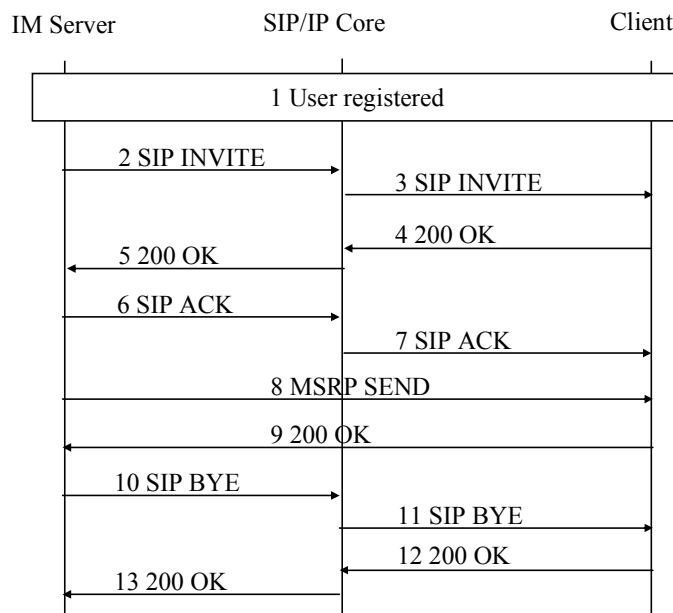 IM Server
SIP/IP Core
Client
1 User registered
2 SIP INVITE
3 SIP INVITE
4 200 OK
5 200 OK
6 SIP ACK
7 SIP ACK
8 MSRP SEND
9 200 OK
10 SIP BYE
11 SIP BYE
12 200 OK
13 200 OK